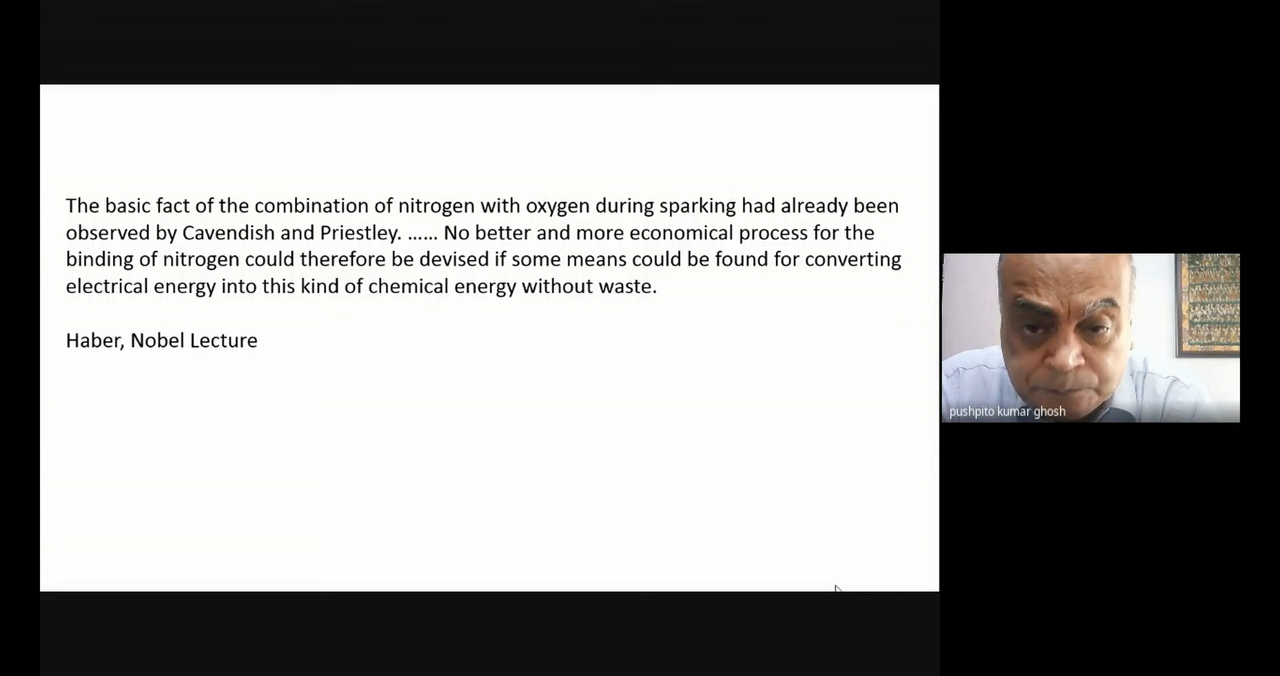 The basic fact of the combination of nitrogen with oxygen during sparking had already been
observed by Cavendish and Priestley. …... No better and more economical process for the
binding of nitrogen could therefore be devised if some means could be found for converting
electrical energy into this kind of chemical energy without waste.
Haber, Nobel Lecture
pushpito kumar ghosh